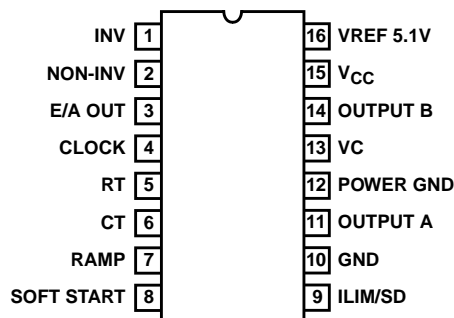 INV 1 16 VREF 5.1V
NON-INV 2 15 VCC
E/A OUT 3 14 OUTPUT B
CLOCK 4 13 VC
RT 5 12 POWER GND
CT 6 11 OUTPUT A
RAMP 7 10 GND
SOFT START 8 9 ILIM/SD